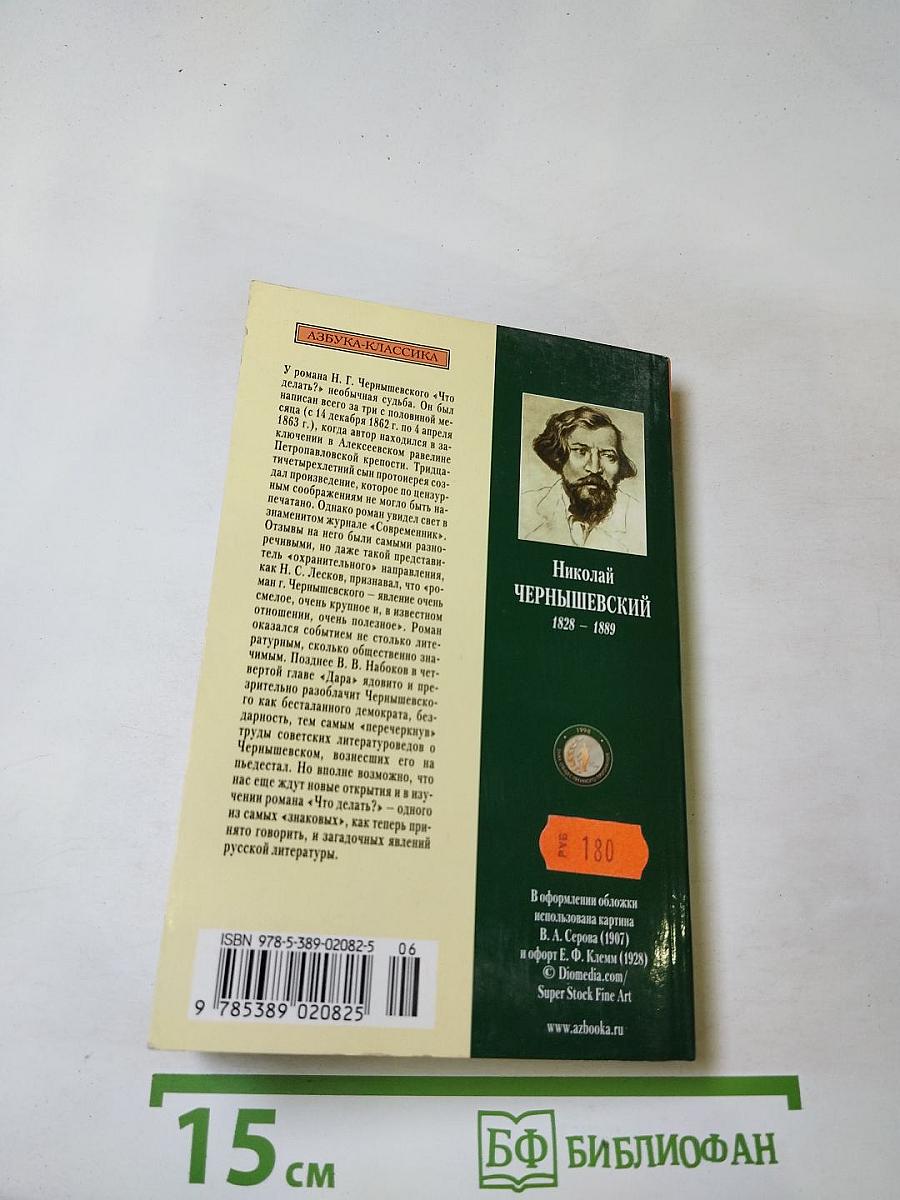 АЗБУКА-КЛАССИКА
У романа Н. Г. Чернышевского «Что
делать?» необычная судьба. Он был
написан всего за три с половиной ме-
сяца (с 14 декабря 1862 г. по 4 апреля
1863 г.), когда автор находился в за-
ключении в Алексеевском равелине
Петропавловской крепости. Тридца-
тичетырехлетний сын протоиерея соз-
дал произведение, которое по цензур-
ным соображениям не могло быть на-
печатано. Однако роман увидел свет в
знаменитом журнале «Современник».
Отзывы на него были самыми разно-
речивыми, но даже такой представи-
тель «охранительного» направления,
как Н. С. Лесков, признавал, что «ро-
ман г. Чернышевского – явление очень
смелое, очень крупное и, в известном
отношении, очень полезное». Роман
оказался событием не столько лите-
ратурным, сколько общественно зна-
чимым. Позднее В. В. Набоков в чет-
вертой главе «Дара» ядовито и пре-
зрительно разоблачит Чернышевско-
го как бесталанного демократа, без-
дарность, тем самым «перечеркнув»
труды советских литературоведов о
Чернышевском, вознесших его на
пьедестал. Но вполне возможно, что
нас еще ждут новые открытия и в изу-
чении романа «Что делать?» – одного
из самых «знаковых», как теперь при-
нято говорить, и загадочных явлений
русской литературы.
ISBN 978-5-389-02082-5 06
9 785389 020825
Николай
ЧЕРНЫШЕВСКИЙ
1828 – 1889
1998
РУБ 180
В оформлении обложки
использована картина
В. А. Серова (1907)
и офорт Е. Ф. Клемм (1928)
© Diomedia.com/
Super Stock Fine Art
www.azbooka.ru
15 см
БФ БИБЛИОФАН